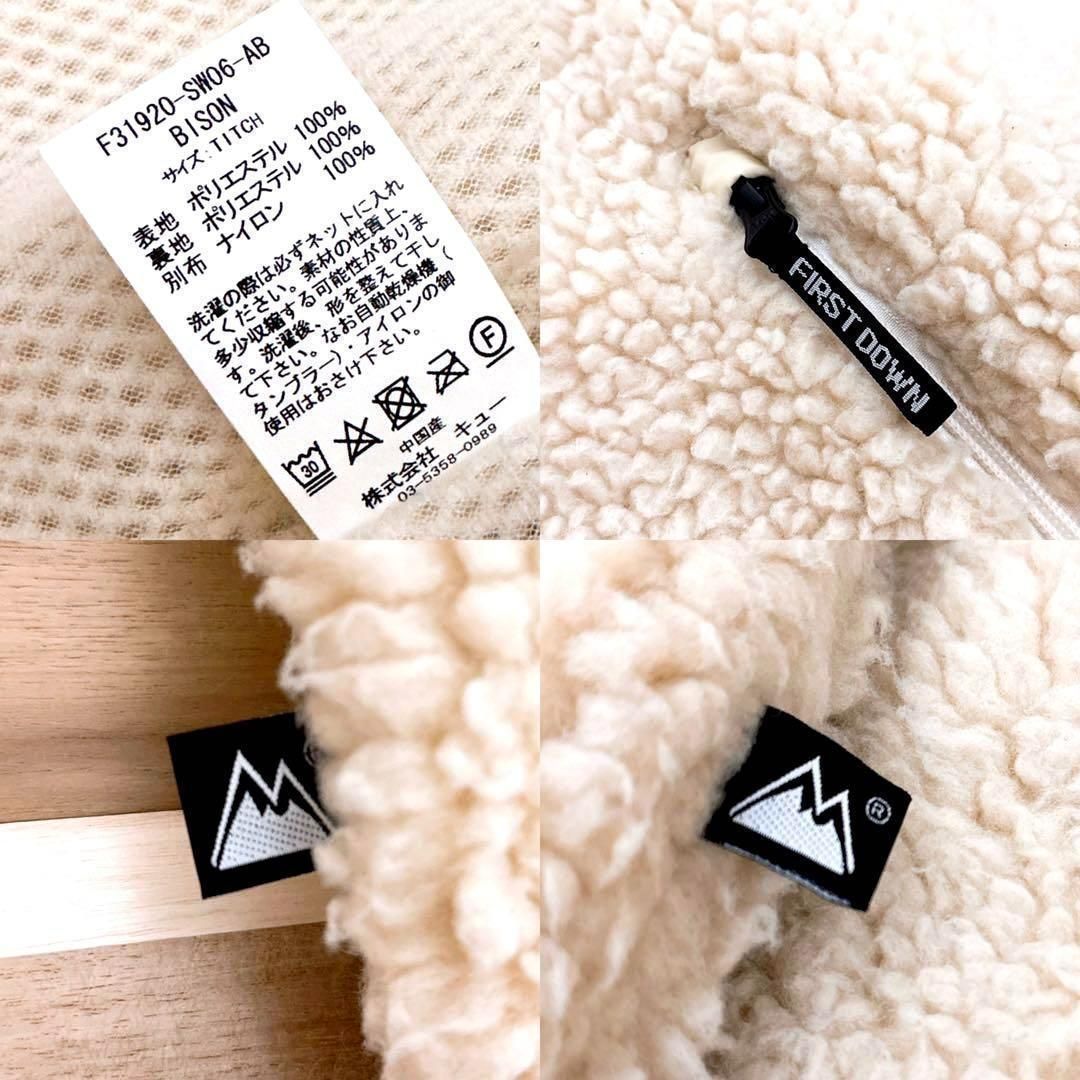 F31920-SW06-AB
BISON
サイズ:TITCH
表地 ポリエステル 100%
裏地 ポリエステル 100%
別布 ナイロン 100%
洗濯の際は必ずネットに入れ
てください。素材の性質上、
多少収縮する可能性がありま
す。洗濯後、形を整えて干し
て下さい。なお自動乾燥機(
タンブラー)・アイロンの御
使用はおさけ下さい。
30
F
中国産
株式会社 キュー
03-5358-0989
FIRST DOWN
®